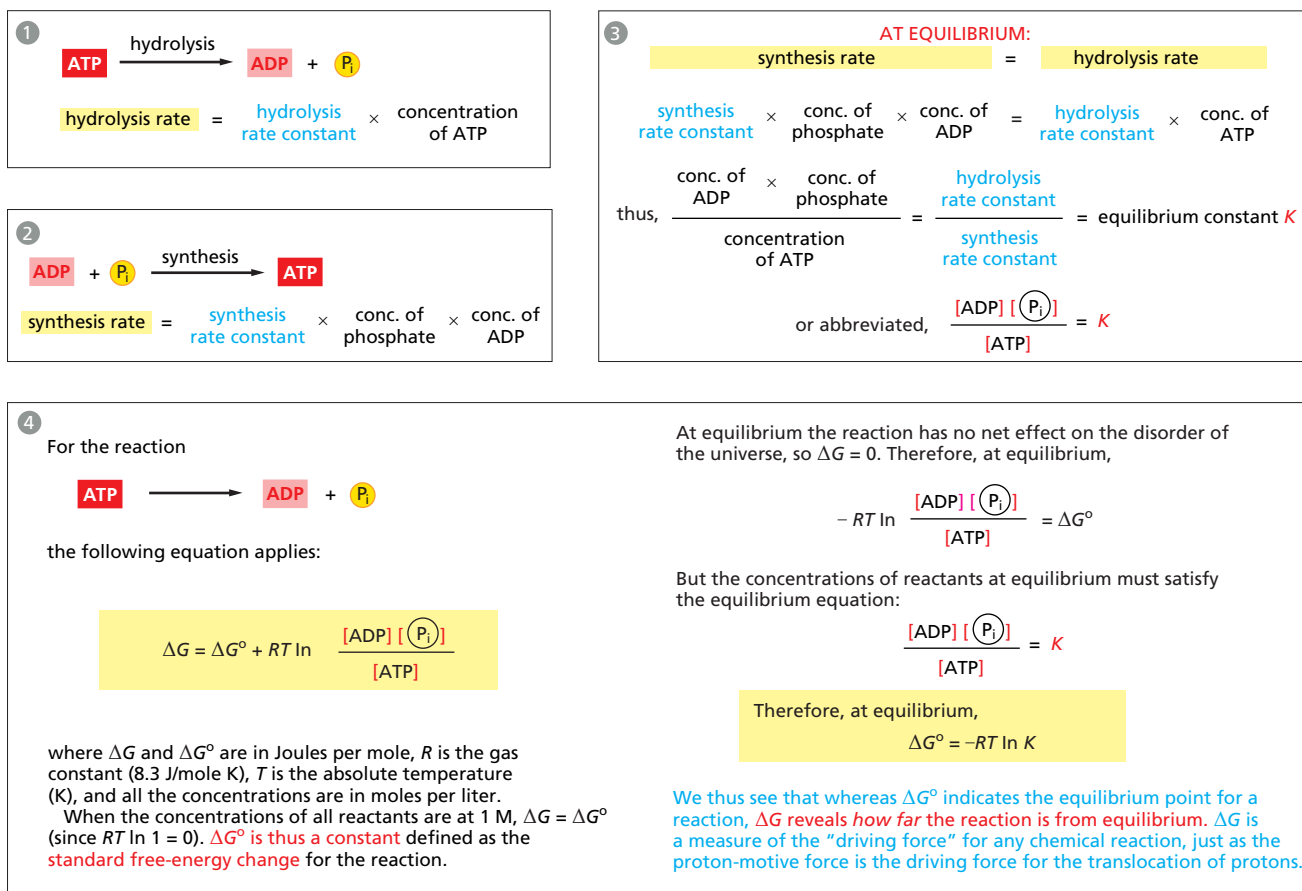 1
ATP hydrolysis ADP + Pi
hydrolysis rate = hydrolysis rate constant × concentration of ATP
2
ADP + Pi synthesis ATP
synthesis rate = synthesis rate constant × conc. of phosphate × conc. of ADP
3
AT EQUILIBRIUM:
synthesis rate = hydrolysis rate
synthesis rate constant × conc. of phosphate × conc. of ADP = hydrolysis rate constant × conc. of ATP
conc. of ADP × conc. of phosphate
thus,
concentration of ATP
=
hydrolysis rate constant
synthesis rate constant
= equilibrium constant K
or abbreviated,
[ADP] [Pi]
[ATP]
= K
4
For the reaction
ATP ADP + Pi
the following equation applies:
ΔG = ΔG° + RT ln
[ADP] [Pi]
[ATP]
where ΔG and ΔG° are in Joules per mole, R is the gas
constant (8.3 J/mole K), T is the absolute temperature
(K), and all the concentrations are in moles per liter.
When the concentrations of all reactants are at 1 M, ΔG = ΔG°
(since RT ln 1 = 0). ΔG° is thus a constant defined as the
standard free-energy change for the reaction.
At equilibrium the reaction has no net effect on the disorder of
the universe, so ΔG = 0. Therefore, at equilibrium,
– RT ln
[ADP] [Pi]
[ATP]
= ΔG°
But the concentrations of reactants at equilibrium must satisfy
the equilibrium equation:
[ADP] [Pi]
[ATP]
= K
Therefore, at equilibrium,
ΔG° = –RT ln K
We thus see that whereas ΔG° indicates the equilibrium point for a
reaction, ΔG reveals how far the reaction is from equilibrium. ΔG is
a measure of the “driving force” for any chemical reaction, just as the
proton-motive force is the driving force for the translocation of protons.